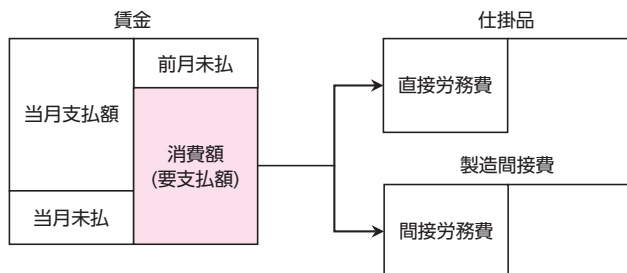 賃金
前月未払
当月支払額
消費額
(要支払額)
当月未払
仕掛品
直接労務費
製造間接費
間接労務費